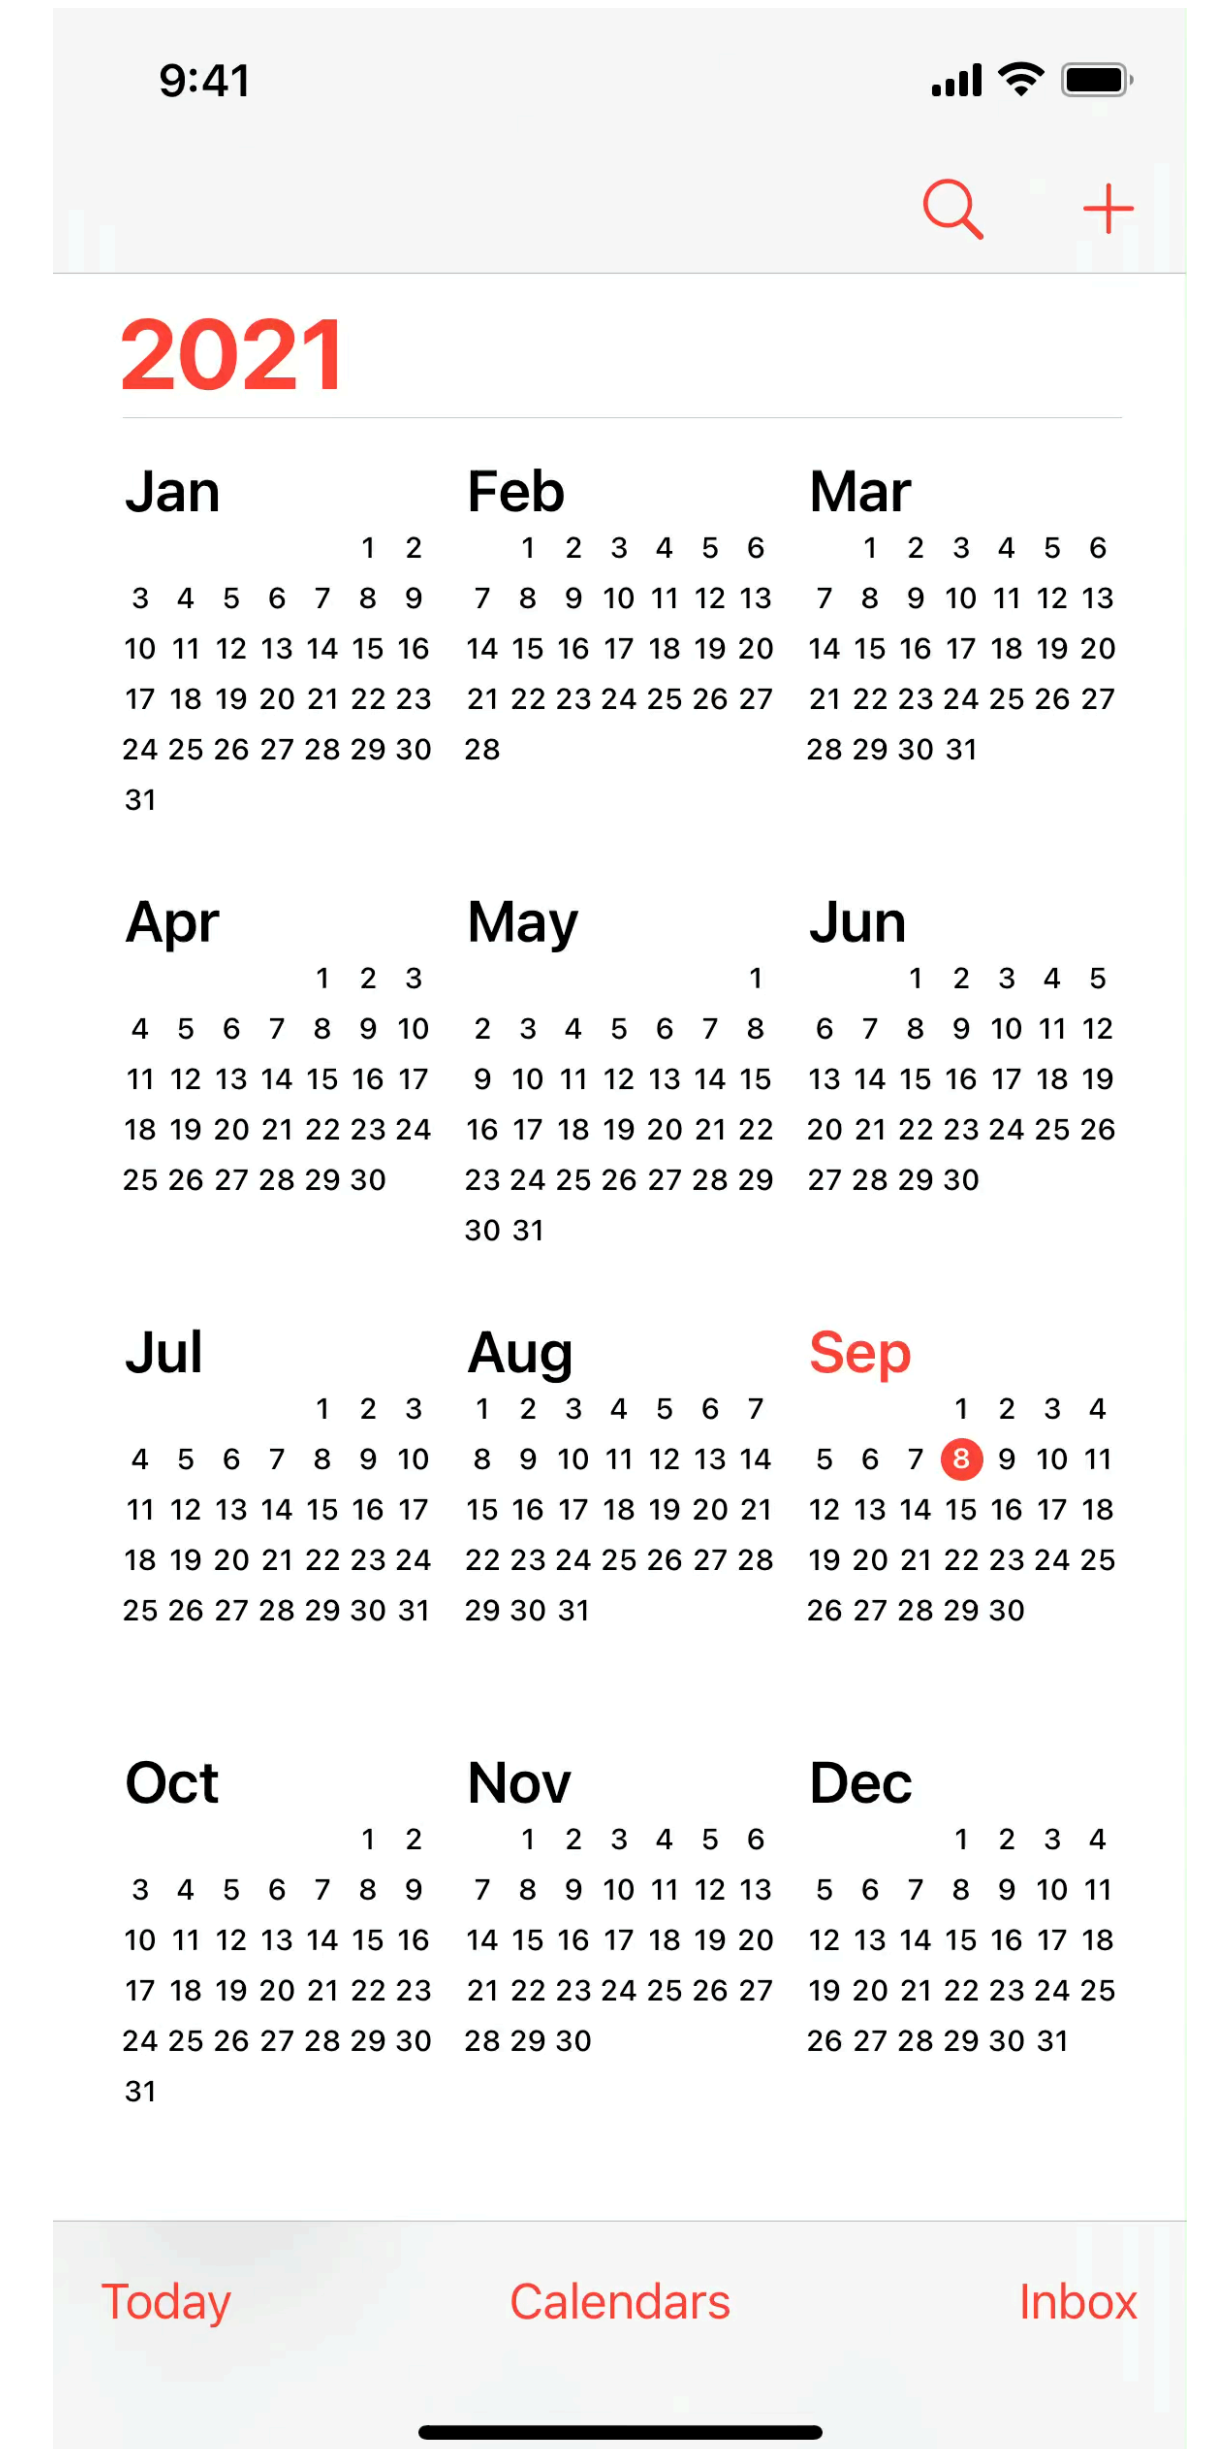 9:41
2021
Jan Feb Mar
1 2 1 2 3 4 5 6 1 2 3 4 5 6
3 4 5 6 7 8 9 7 8 9 10 11 12 13 7 8 9 10 11 12 13
10 11 12 13 14 15 16 14 15 16 17 18 19 20 14 15 16 17 18 19 20
17 18 19 20 21 22 23 21 22 23 24 25 26 27 21 22 23 24 25 26 27
24 25 26 27 28 29 30 28 28 29 30 31
31
Apr May Jun
1 2 3 1 1 2 3 4 5
4 5 6 7 8 9 10 2 3 4 5 6 7 8 6 7 8 9 10 11 12
11 12 13 14 15 16 17 9 10 11 12 13 14 15 13 14 15 16 17 18 19
18 19 20 21 22 23 24 16 17 18 19 20 21 22 20 21 22 23 24 25 26
25 26 27 28 29 30 23 24 25 26 27 28 29 27 28 29 30
30 31
Jul Aug Sep
1 2 3 1 2 3 4 5 6 7 1 2 3 4
4 5 6 7 8 9 10 8 9 10 11 12 13 14 5 6 7 8 9 10 11
11 12 13 14 15 16 17 15 16 17 18 19 20 21 12 13 14 15 16 17 18
18 19 20 21 22 23 24 22 23 24 25 26 27 28 19 20 21 22 23 24 25
25 26 27 28 29 30 31 29 30 31 26 27 28 29 30
Oct Nov Dec
1 2 1 2 3 4 5 6 1 2 3 4
3 4 5 6 7 8 9 7 8 9 10 11 12 13 5 6 7 8 9 10 11
10 11 12 13 14 15 16 14 15 16 17 18 19 20 12 13 14 15 16 17 18
17 18 19 20 21 22 23 21 22 23 24 25 26 27 19 20 21 22 23 24 25
24 25 26 27 28 29 30 28 29 30 26 27 28 29 30 31
31
Today Calendars Inbox